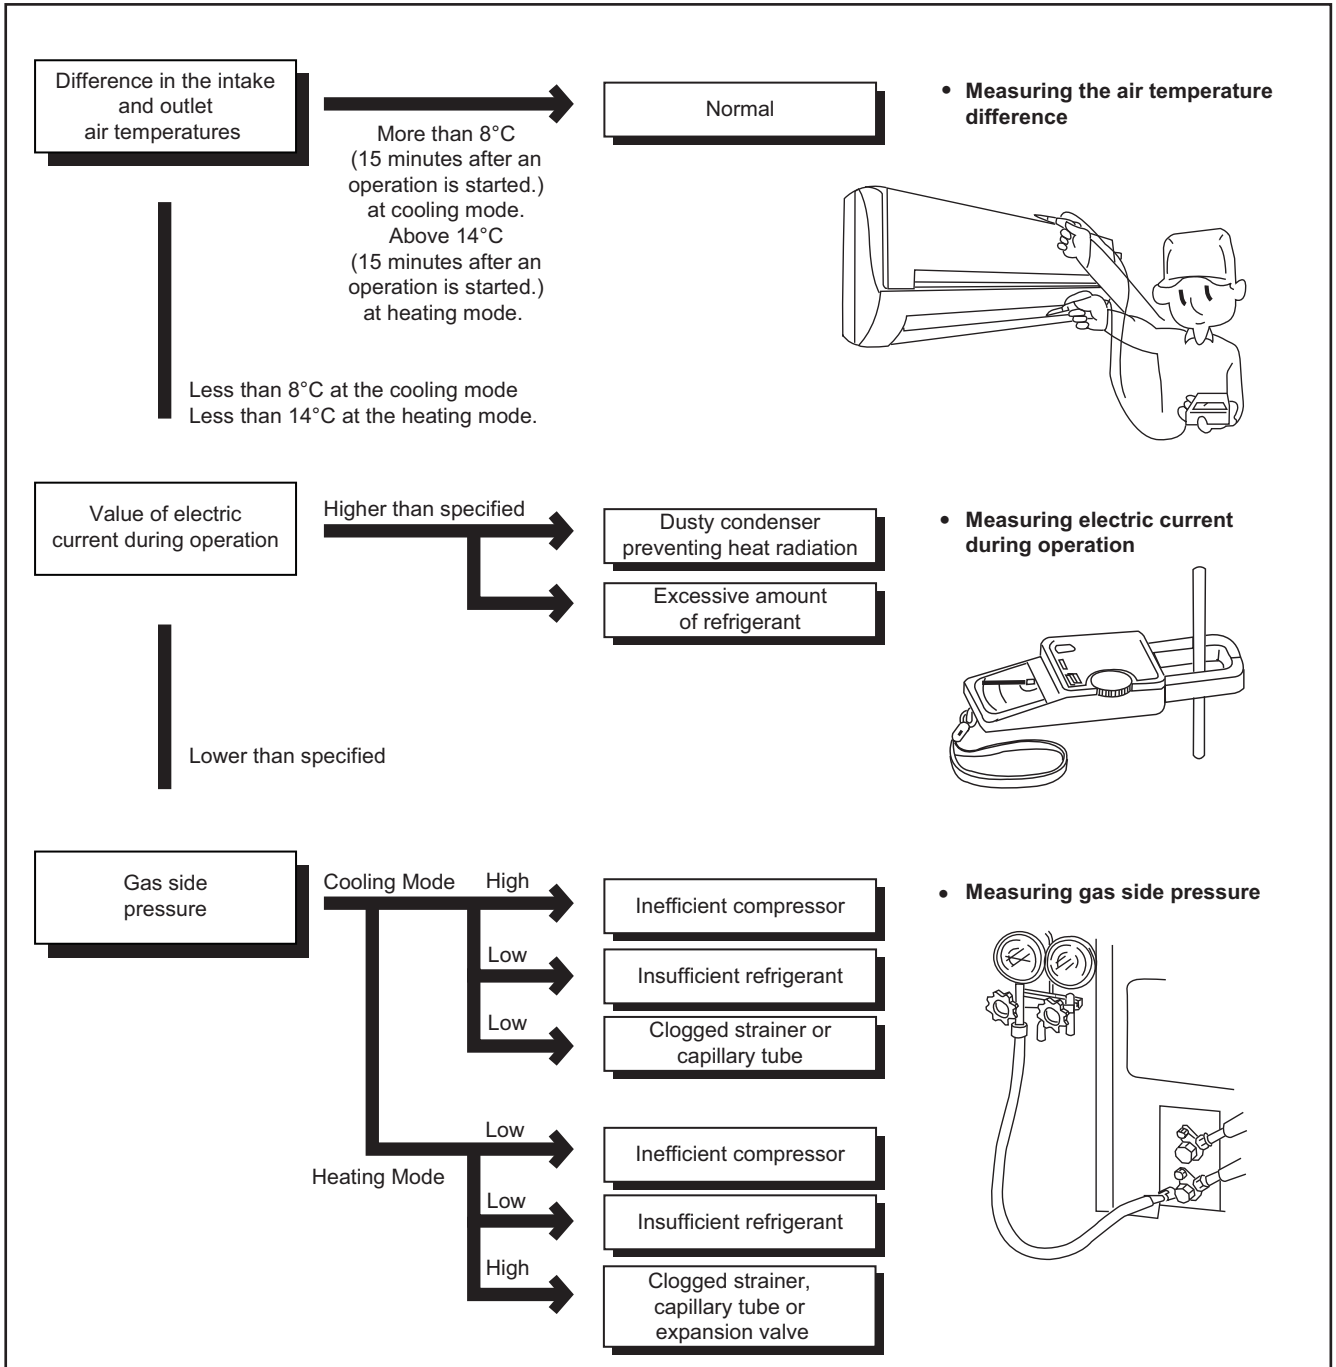 Difference in the intake
and outlet
air temperatures
More than 8°C
(15 minutes after an
operation is started.)
at cooling mode.
Above 14°C
(15 minutes after an
operation is started.)
at heating mode.
Normal
• Measuring the air temperature
difference
Less than 8°C at the cooling mode
Less than 14°C at the heating mode.
Value of electric
current during operation
Higher than specified
Dusty condenser
preventing heat radiation
Excessive amount
of refrigerant
• Measuring electric current
during operation
Lower than specified
Gas side
pressure
Cooling Mode
High
Inefficient compressor
Low
Insufficient refrigerant
Low
Clogged strainer or
capillary tube
• Measuring gas side pressure
Heating Mode
Low
Inefficient compressor
Low
Insufficient refrigerant
High
Clogged strainer,
capillary tube or
expansion valve